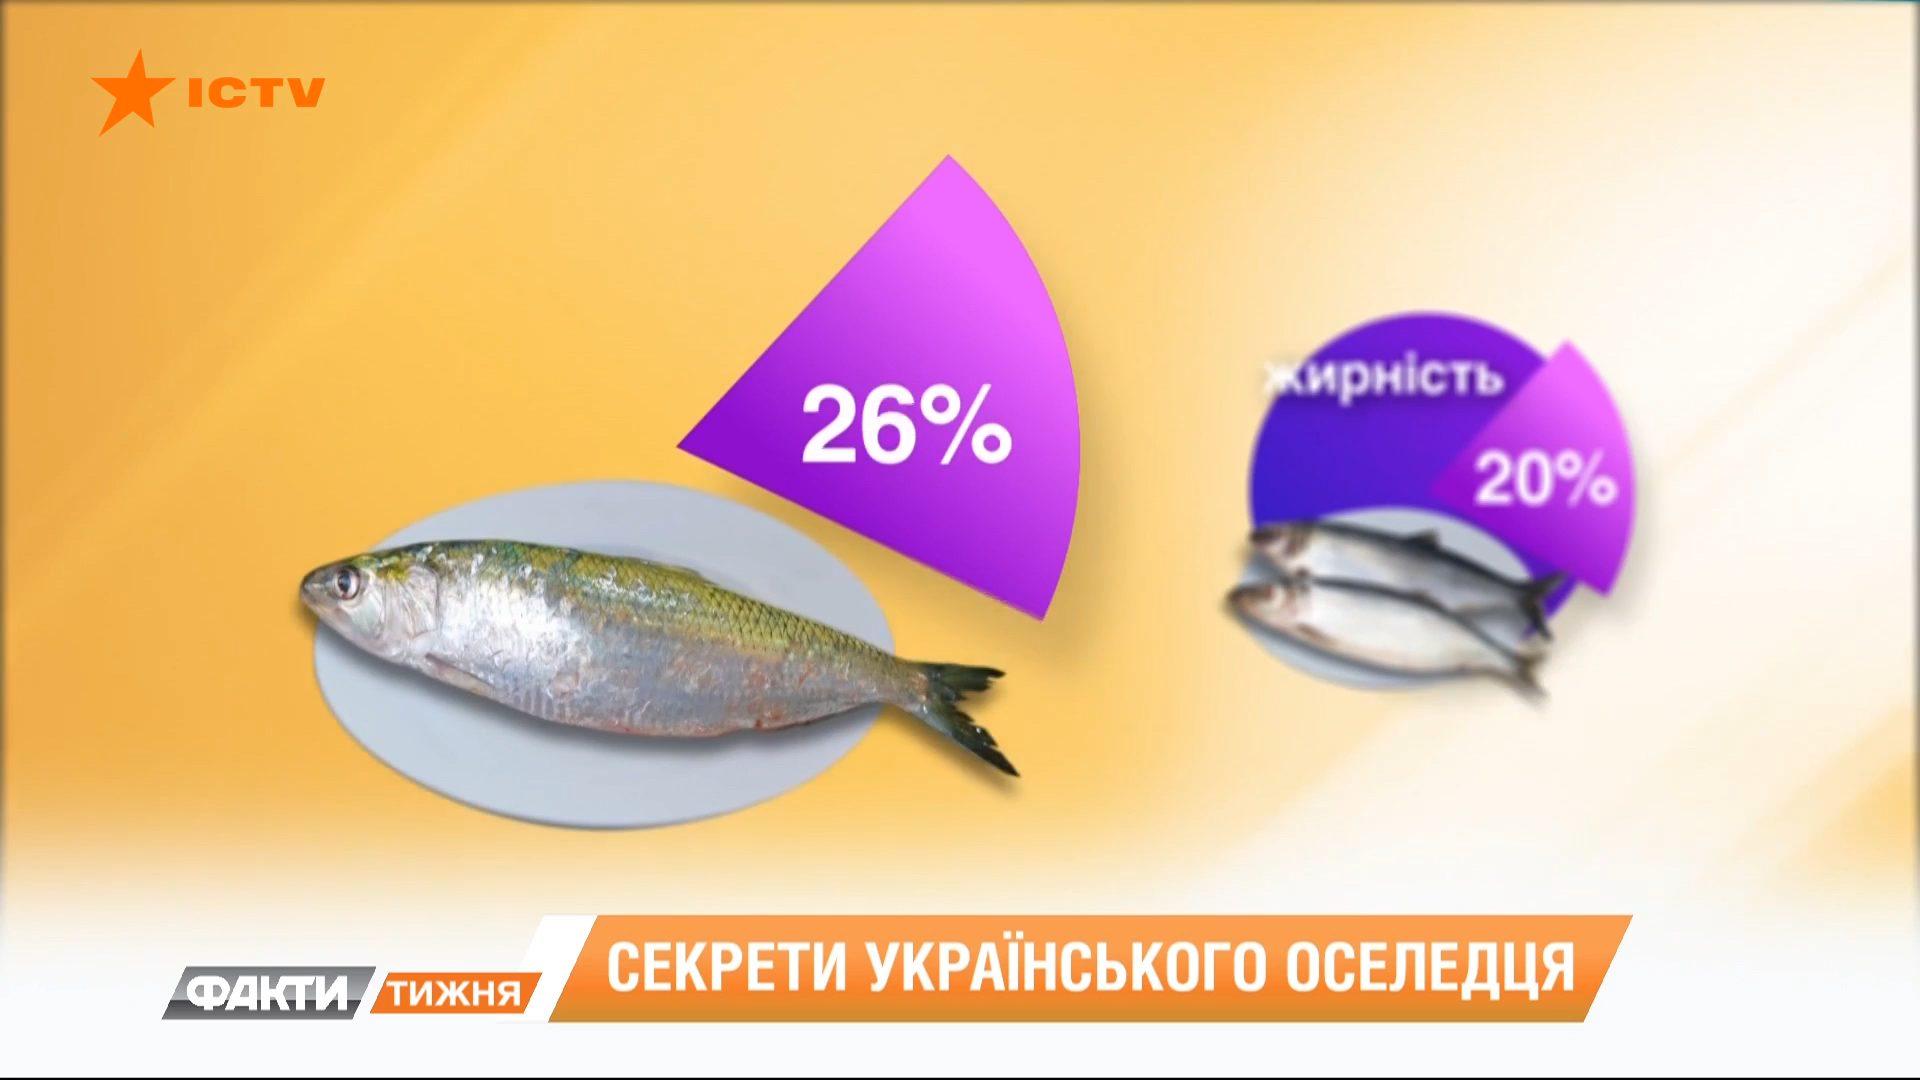 ICTV
26%
жирність
20%
СЕКРЕТИ УКРАЇНСЬКОГО ОСЕЛЕДЦЯ
ФАКТИ ТИЖНЯ